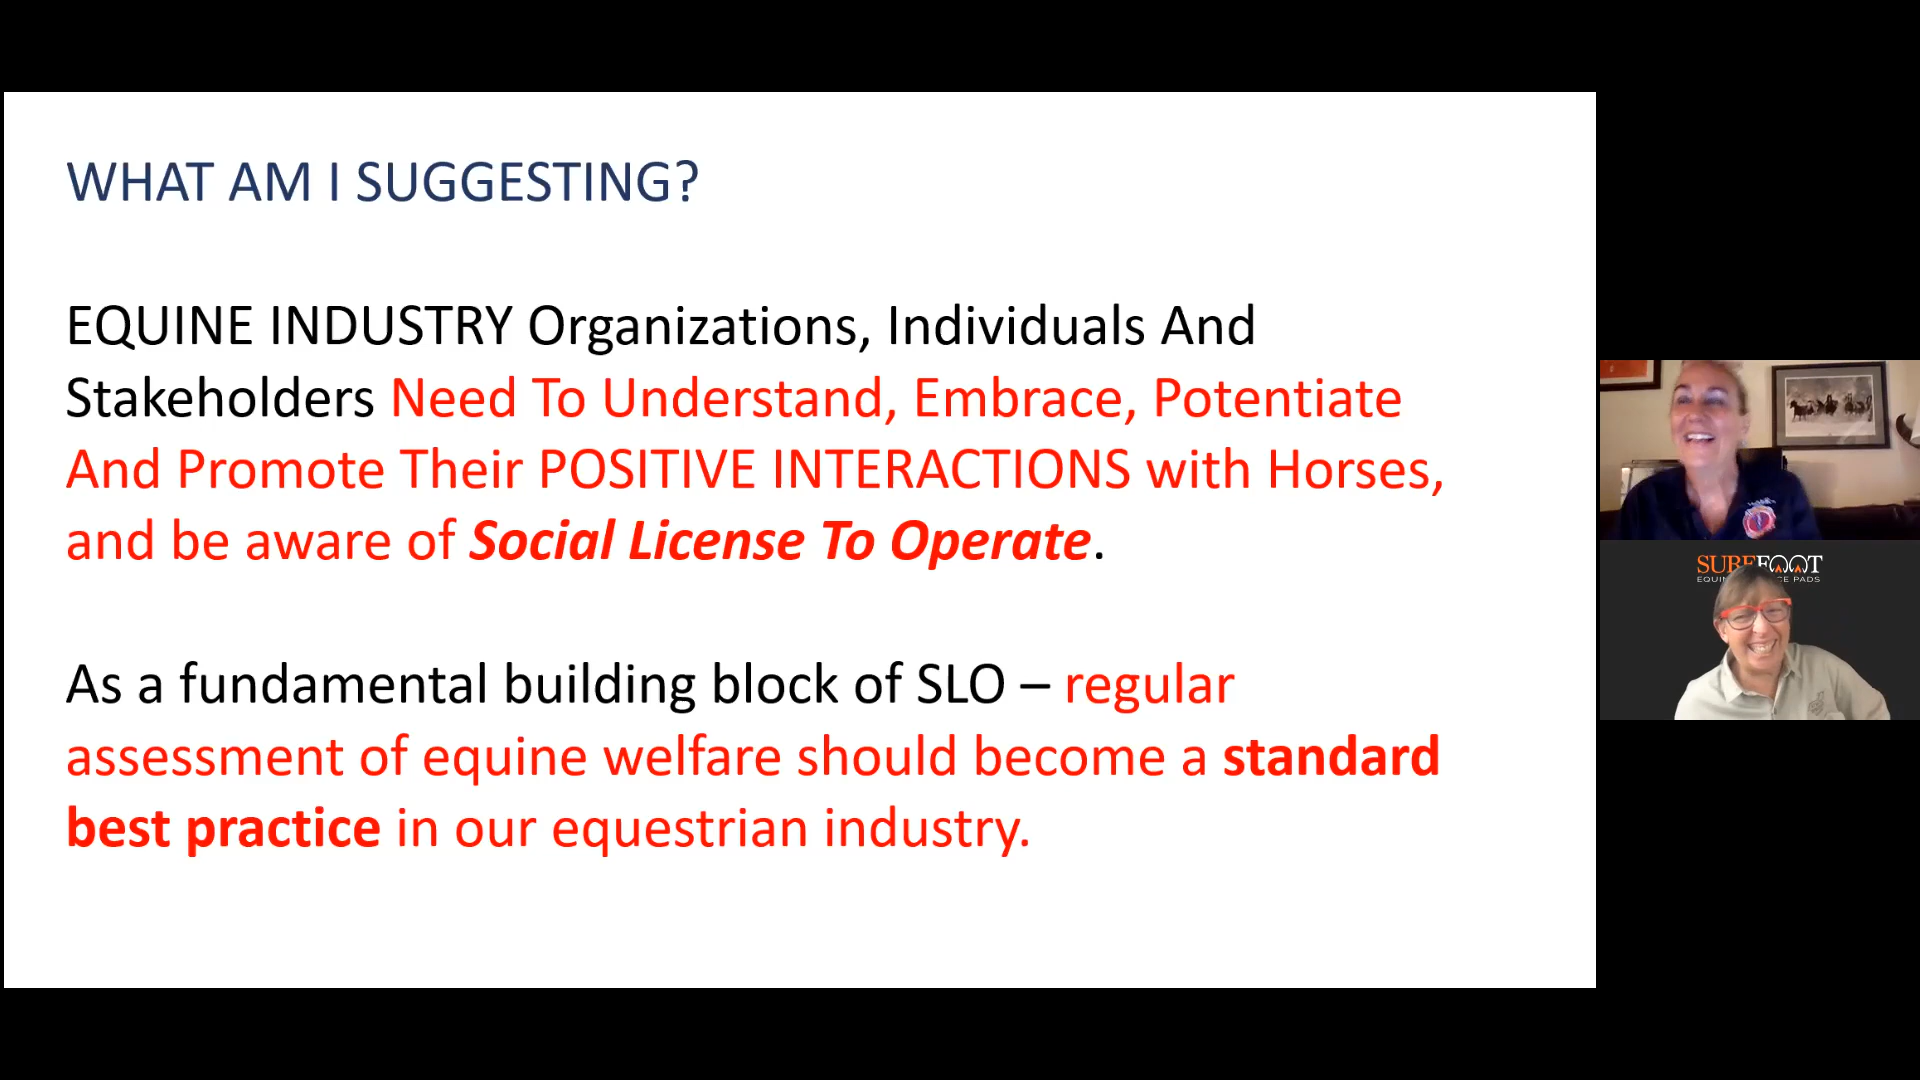 WHAT AM I SUGGESTING?
EQUINE INDUSTRY Organizations, Individuals And
Stakeholders Need To Understand, Embrace, Potentiate
And Promote Their POSITIVE INTERACTIONS with Horses,
and be aware of Social License To Operate.
As a fundamental building block of SLO – regular
assessment of equine welfare should become a standard
best practice in our equestrian industry.
SUREFOOT
PADS